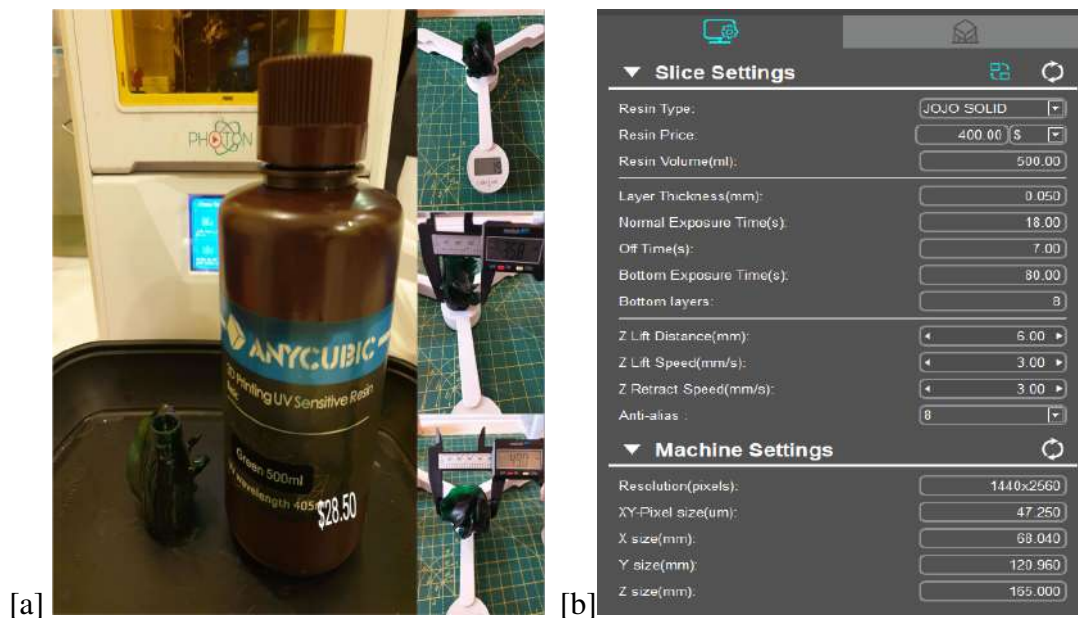 PHOTON
ANYCUBIC
3D Printing UV Sensitive Resin
Green 500ml
wavelength 405
$28.50
[a]
Slice Settings
Resin Type: JOJO SOLID
Resin Price: 400.00 $
Resin Volume(ml): 500.00
Layer Thickness(mm): 0.050
Normal Exposure Time(s): 18.00
Off Time(s): 7.00
Bottom Exposure Time(s): 80.00
Bottom layers: 8
Z Lift Distance(mm): 6.00
Z Lift Speed(mm/s): 3.00
Z Retract Speed(mm/s): 3.00
Anti-alias : 8
Machine Settings
Resolution(pixels): 1440x2560
XY-Pixel size(um): 47.250
X size(mm): 68.040
Y size(mm): 120.960
Z size(mm): 155.000
[b]